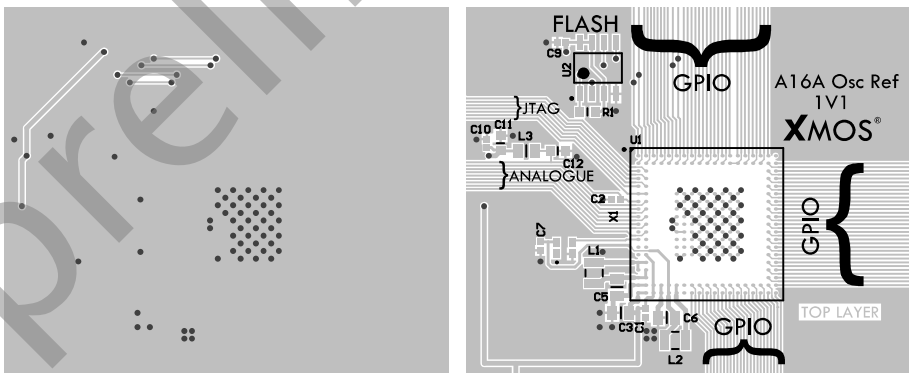 preli
FLASH
C9
U2
GPIO
A16A Osc Ref
1V1
XMOS®
R1
JTAG
C10
C11
L3
U1
C12
ANALOGUE
C2
X1
GPIO
C7
L1
C5
TOP LAYER
C3
C6
GPIO
L2